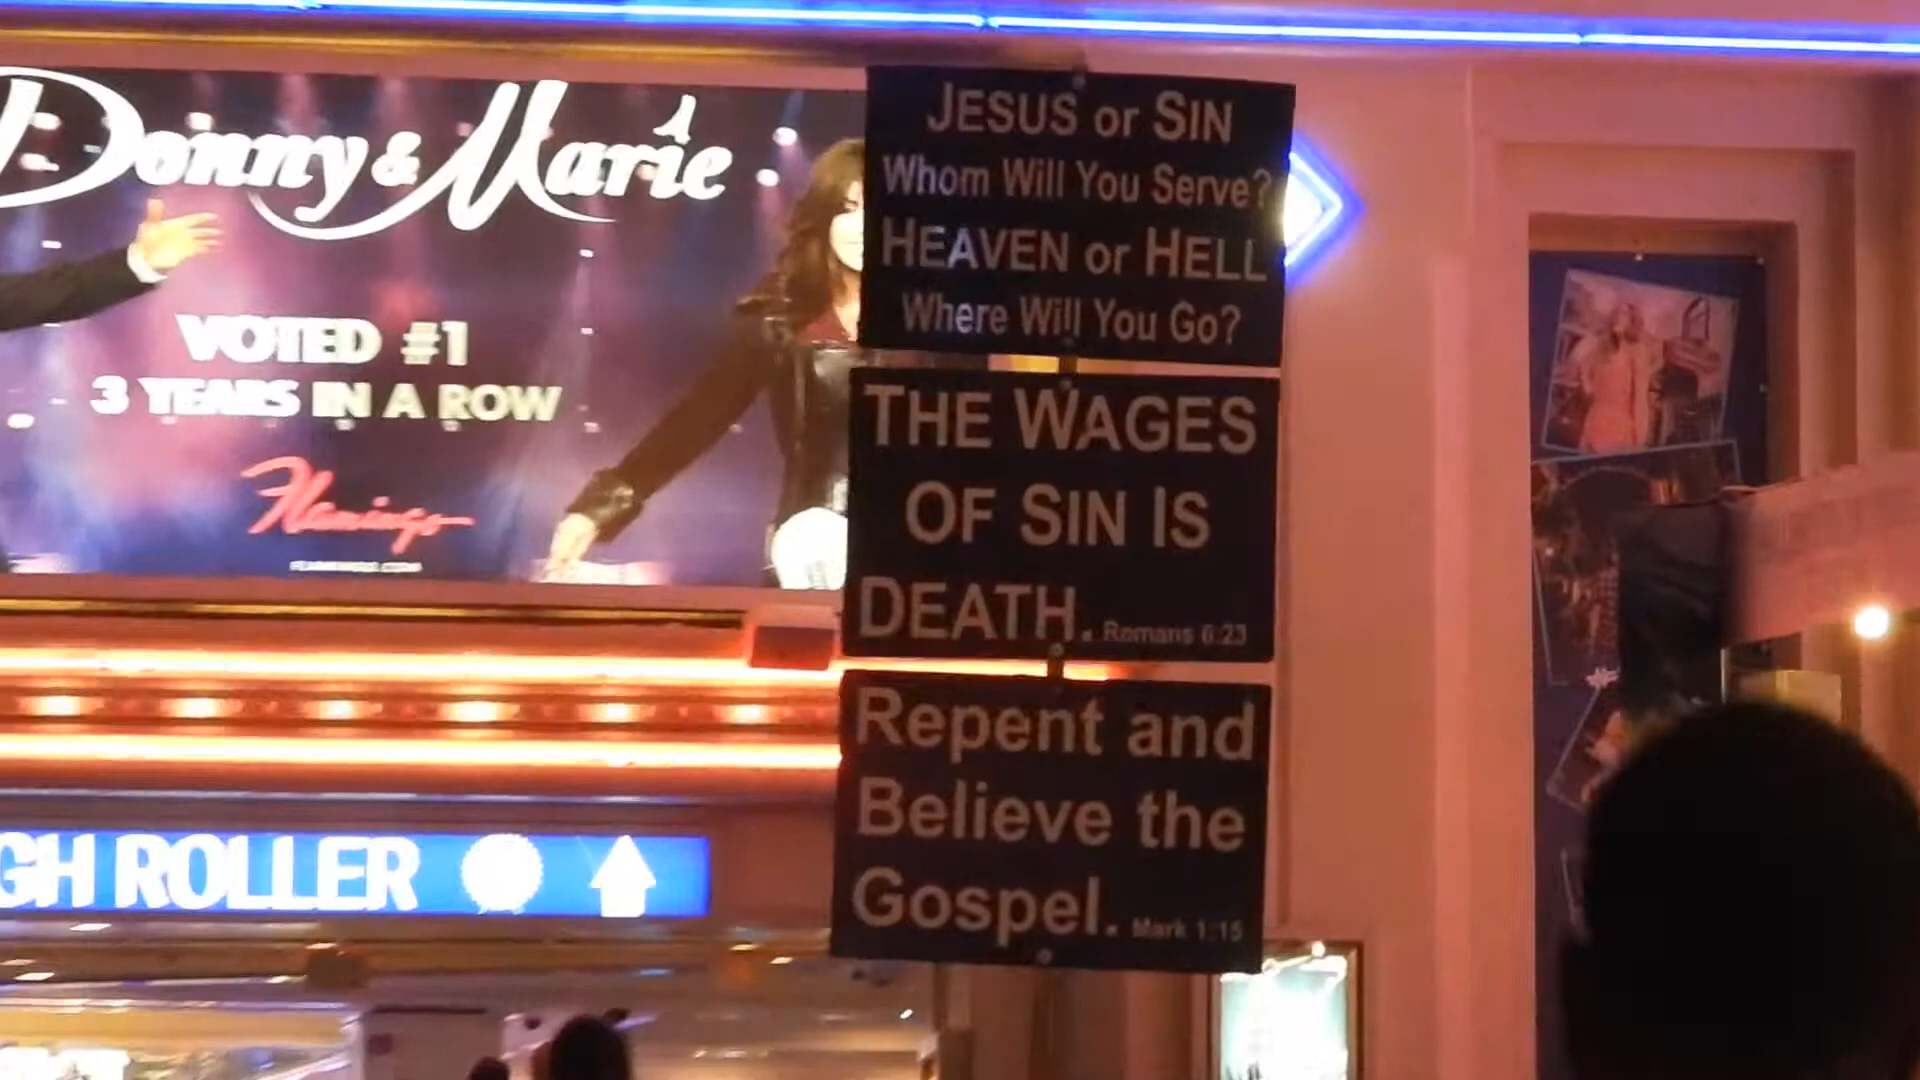 Donny & Marie
VOTED #1
3 YEARS IN A ROW
Flamingo
JESUS or SIN
Whom Will You Serve?
HEAVEN or HELL
Where Will You Go?
THE WAGES
OF SIN IS
DEATH. Romans 6:23
Repent and
Believe the
Gospel. Mark 1:15
GH ROLLER